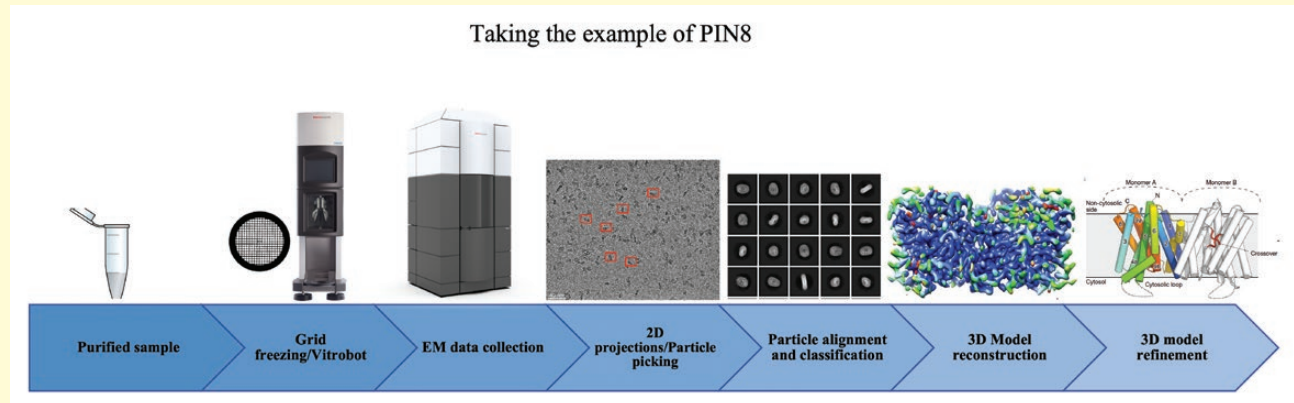 Taking the example of PIN8
Monomer A
Monomer B
Non-cytosolic
side
N
C
Crossover
Cytosol
Cytosolic loop
Purified sample
Grid
freezing/Vitrobot
EM data collection
2D
projections/Particle
picking
Particle alignment
and classification
3D Model
reconstruction
3D model
refinement